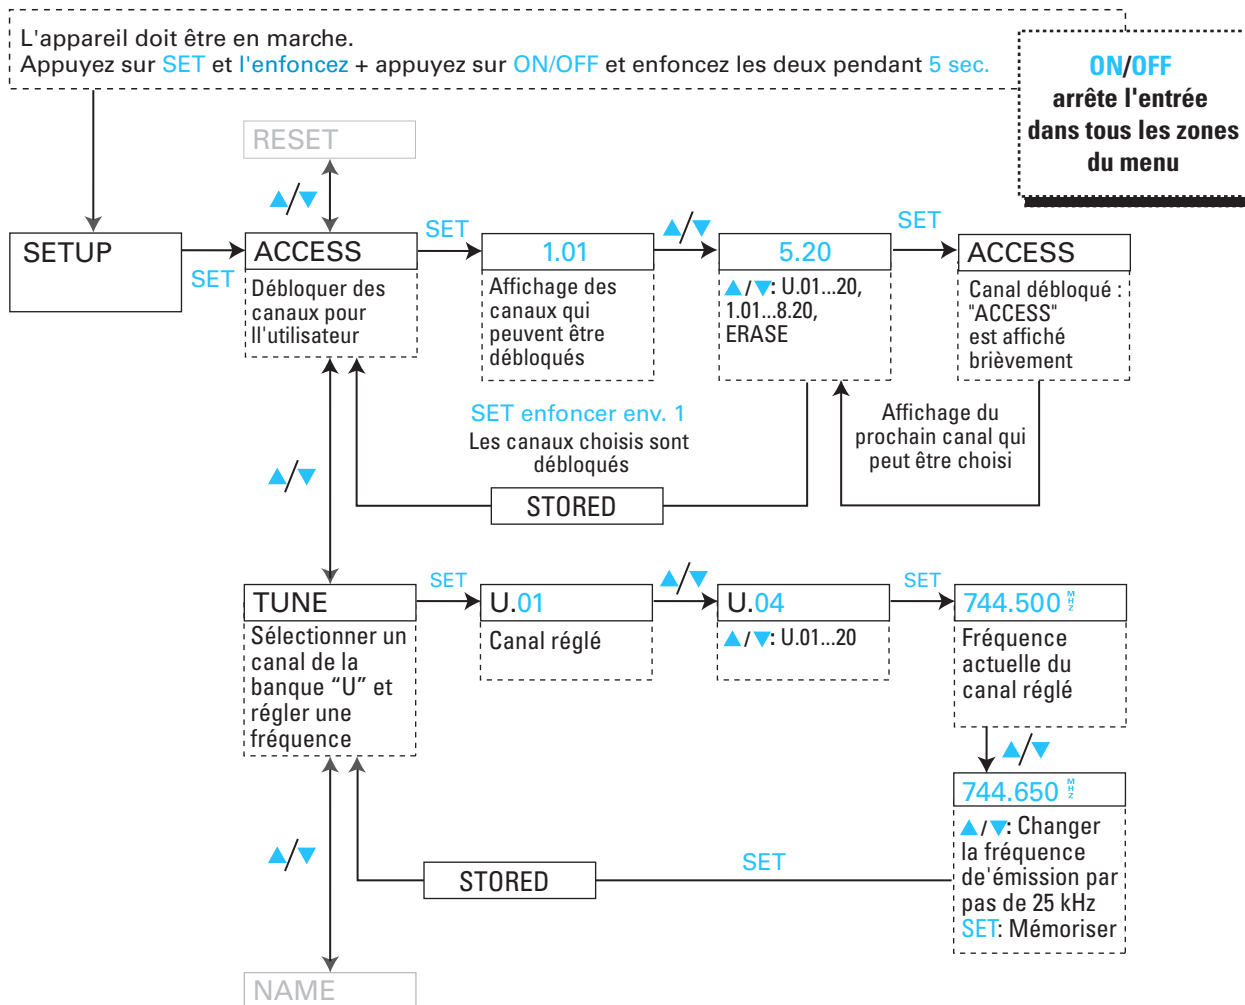 L'appareil doit être en marche.
Appuyez sur SET et l'enfoncez + appuyez sur ON/OFF et enfoncez les deux pendant 5 sec.
ON/OFF
arrête l'entrée
dans tous les zones
du menu
RESET
▲/▼
SETUP
SET
ACCESS
Débloquer des
canaux pour
ll'utilisateur
SET
1.01
Affichage des
canaux qui
peuvent être
débloqués
▲/▼
5.20
▲/▼: U.01...20,
1.01...8.20,
ERASE
SET
ACCESS
Canal débloqué :
"ACCESS"
est affiché
brièvement
SET enfoncer env. 1
Les canaux choisis sont
débloqués
STORED
Affichage du
prochain canal qui
peut être choisi
▲/▼
TUNE
Sélectionner un
canal de la
banque “U” et
régler une
fréquence
SET
U.01
Canal réglé
▲/▼
U.04
▲/▼: U.01...20
SET
744.500 MHZ
Fréquence
actuelle du
canal réglé
▲/▼
744.650 MHZ
▲/▼: Changer
la fréquence
de'émission par
pas de 25 kHz
SET: Mémoriser
SET
STORED
▲/▼
NAME